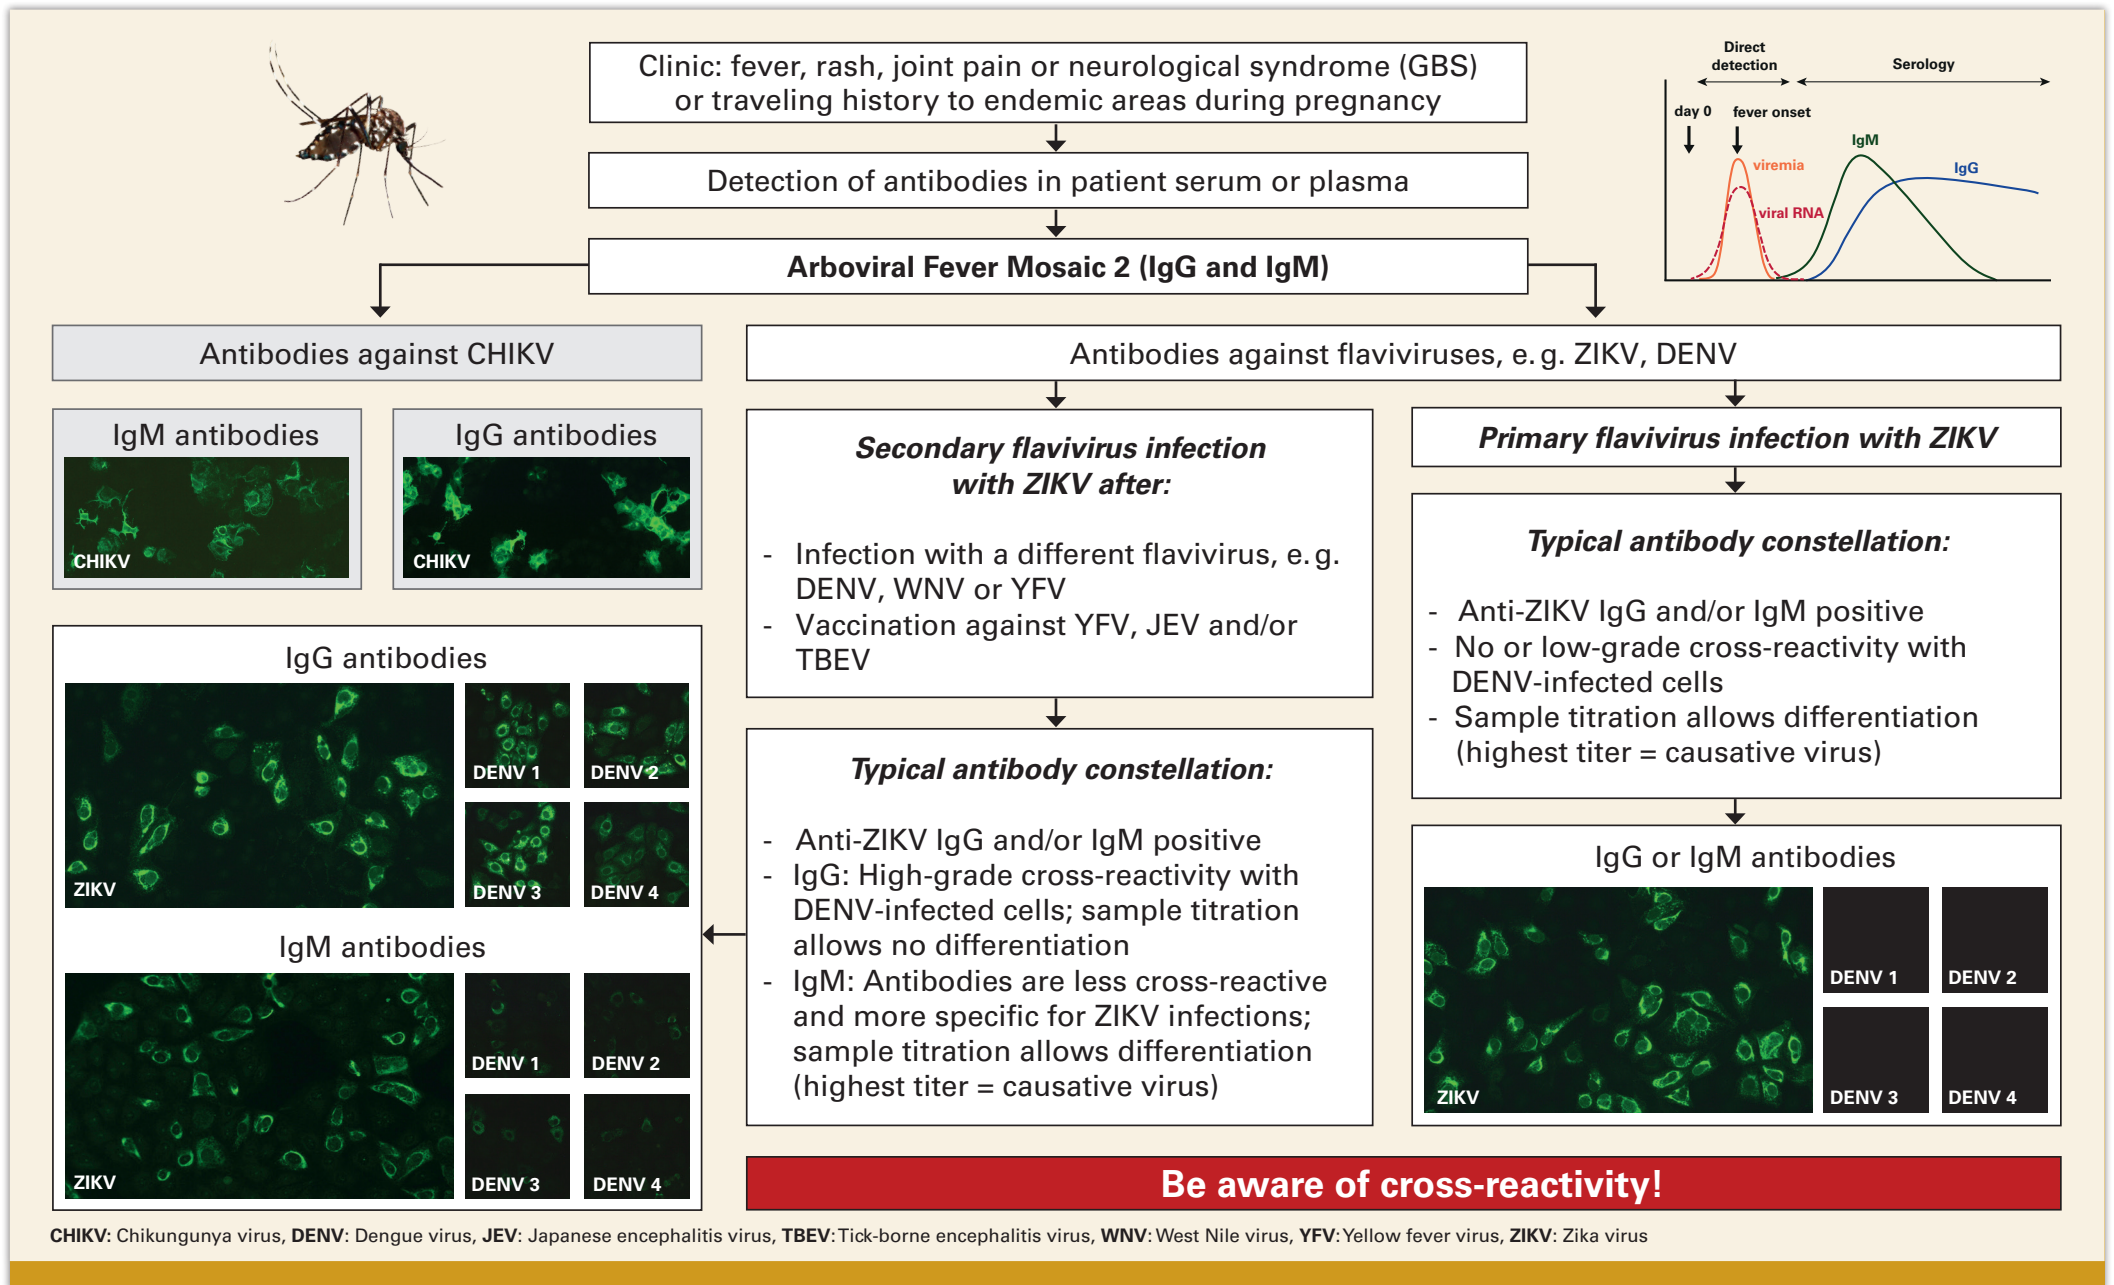 Clinic: fever, rash, joint pain or neurological syndrome (GBS)
or traveling history to endemic areas during pregnancy
Detection of antibodies in patient serum or plasma
Arboviral Fever Mosaic 2 (IgG and IgM)
Direct
detection
Serology
day 0
fever onset
IgM
viremia
IgG
viral RNA
Antibodies against CHIKV
IgM antibodies
CHIKV
IgG antibodies
CHIKV
Antibodies against flaviviruses, e. g. ZIKV, DENV
Secondary flavivirus infection
with ZIKV after:
- Infection with a different flavivirus, e. g.
DENV, WNV or YFV
- Vaccination against YFV, JEV and/or
TBEV
Typical antibody constellation:
- Anti-ZIKV IgG and/or IgM positive
- IgG: High-grade cross-reactivity with
DENV-infected cells; sample titration
allows no differentiation
- IgM: Antibodies are less cross-reactive
and more specific for ZIKV infections;
sample titration allows differentiation
(highest titer = causative virus)
IgG antibodies
ZIKV
DENV 1
DENV 2
DENV 3
DENV 4
IgM antibodies
ZIKV
DENV 1
DENV 2
DENV 3
DENV 4
Primary flavivirus infection with ZIKV
Typical antibody constellation:
- Anti-ZIKV IgG and/or IgM positive
- No or low-grade cross-reactivity with
DENV-infected cells
- Sample titration allows differentiation
(highest titer = causative virus)
IgG or IgM antibodies
ZIKV
DENV 1
DENV 2
DENV 3
DENV 4
Be aware of cross-reactivity!
CHIKV: Chikungunya virus, DENV: Dengue virus, JEV: Japanese encephalitis virus, TBEV: Tick-borne encephalitis virus, WNV: West Nile virus, YFV: Yellow fever virus, ZIKV: Zika virus